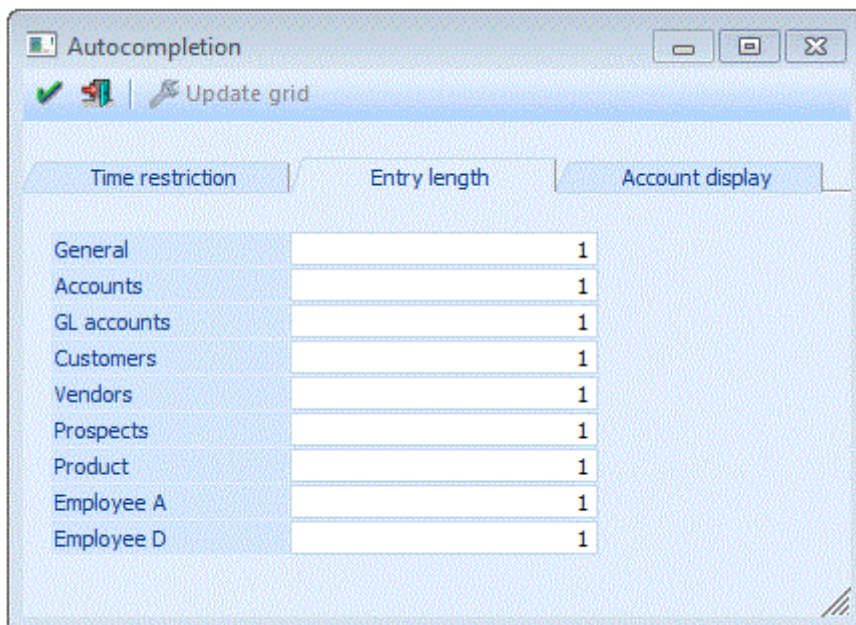 Autocompletion
Update grid
Time restriction Entry length Account display
General 1
Accounts 1
GL accounts 1
Customers 1
Vendors 1
Prospects 1
Product 1
Employee A 1
Employee D 1